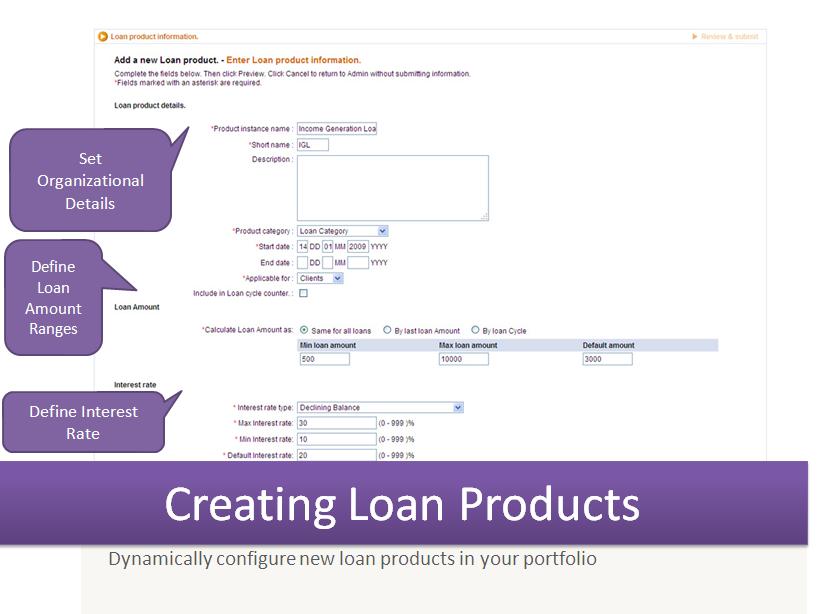 Loan product information. Review & submit
Add a new Loan product. - Enter Loan product information.
Complete the fields below. Then click Preview. Click Cancel to return to Admin without submitting information.
*Fields marked with an asterisk are required.
Loan product details.
*Product instance name : Income Generation Loa
*Short name : IGL
Description :
*Product category : Loan Category
*Start date : 14 DD 01 MM 2009 YYYY
End date : DD MM YYYY
*Applicable for : Clients
Include in Loan cycle counter. :
Loan Amount
*Calculate Loan Amount as: Same for all loans By last loan Amount By loan Cycle
Min loan amount Max loan amount Default amount
500 10000 3000
Interest rate
* Interest rate type: Declining Balance
* Max Interest rate: 30 (0 - 999 )%
* Min Interest rate: 10 (0 - 999 )%
* Default Interest rate: 20 (0 - 999 )%
Set
Organizational
Details
Define
Loan
Amount
Ranges
Define Interest
Rate
Creating Loan Products
Dynamically configure new loan products in your portfolio